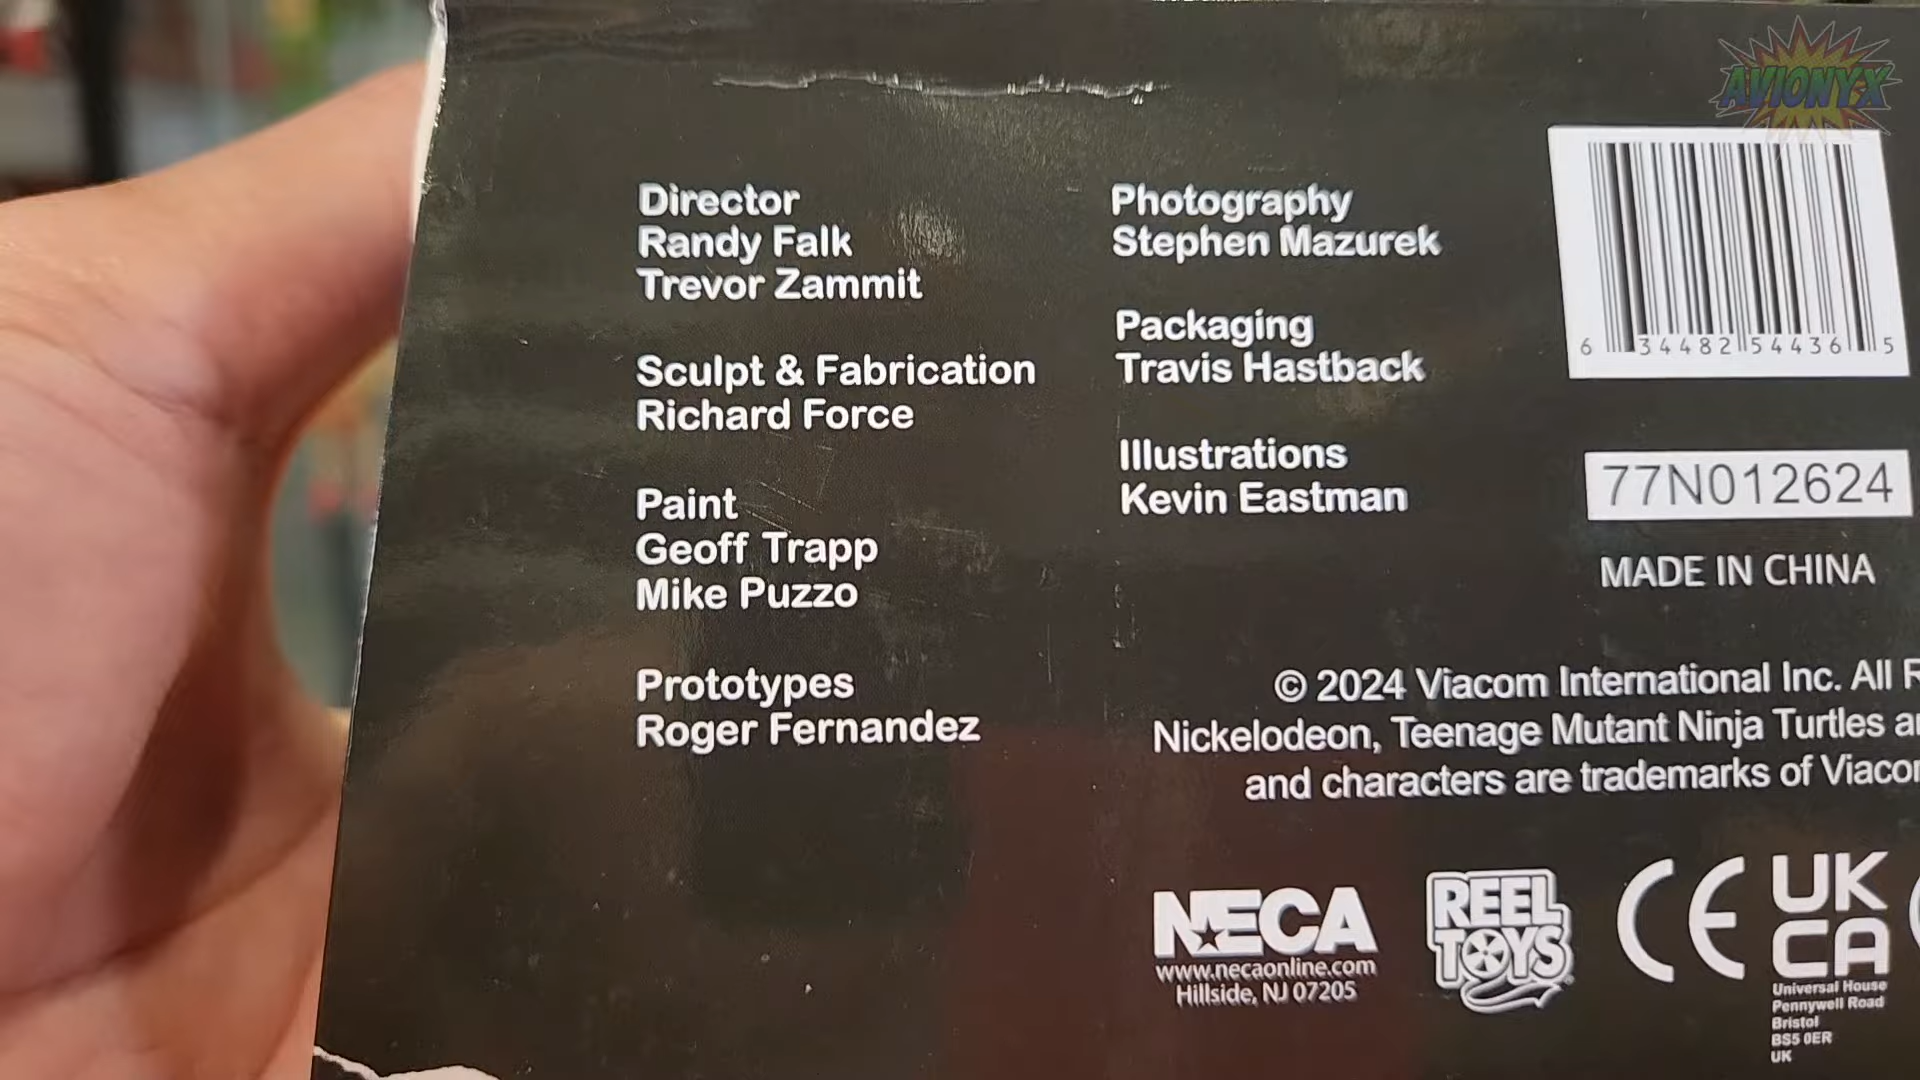 AVIONYX
Director
Randy Falk
Trevor Zammit
Sculpt & Fabrication
Richard Force
Paint
Geoff Trapp
Mike Puzzo
Prototypes
Roger Fernandez
Photography
Stephen Mazurek
Packaging
Travis Hastback
Illustrations
Kevin Eastman
6 34482 54436 5
77N012624
MADE IN CHINA
© 2024 Viacom International Inc. All
Nickelodeon, Teenage Mutant Ninja Turtles
and characters are trademarks of
NECA
www.necaonline.com
Hillside, NJ 07205
REEL
TOYS
CE
UK
CA
Universal House
Pennywell Road
Bristol
BS5 0ER
UK